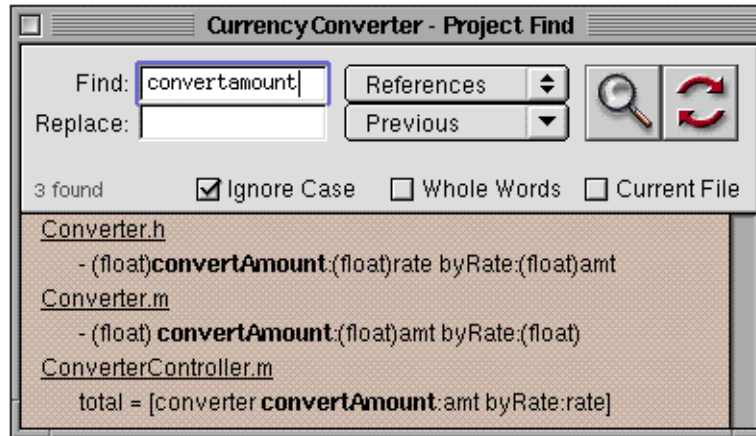 CurrencyConverter - Project Find
Find: convertamount References
Replace: Previous
3 found Ignore Case Whole Words Current File
Converter.h
- (float)convertAmount:(float)rate byRate:(float)amt
Converter.m
- (float) convertAmount:(float)amt byRate:(float)
ConverterController.m
total = [converter convertAmount:amt byRate:rate]